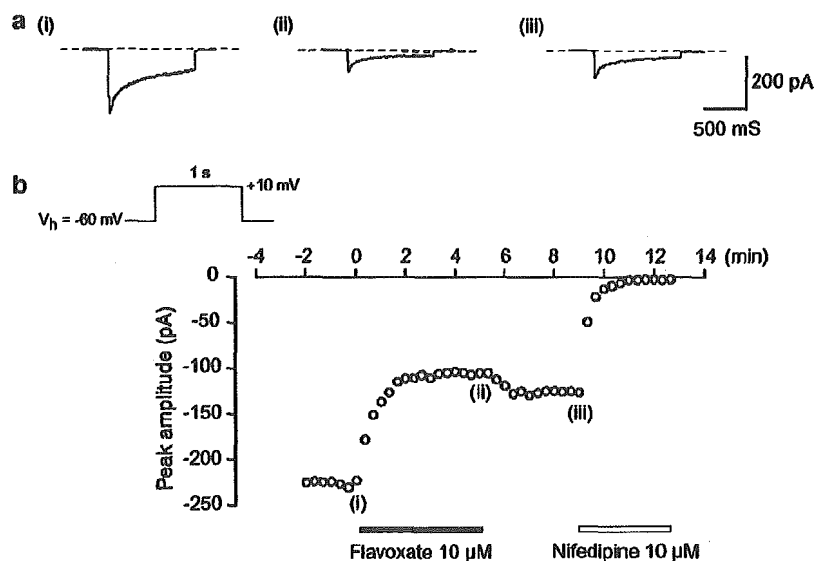 a (i) (ii) (iii)
200 pA
500 mS
b
1 s
+10 mV
Vh = -60 mV
-4 -2 0 2 4 6 8 10 12 14 (min)
0
-50
-100
-150
-200
-250
Peak amplitude (pA)
(i)
(ii)
(iii)
Flavoxate 10 µM
Nifedipine 10 µM